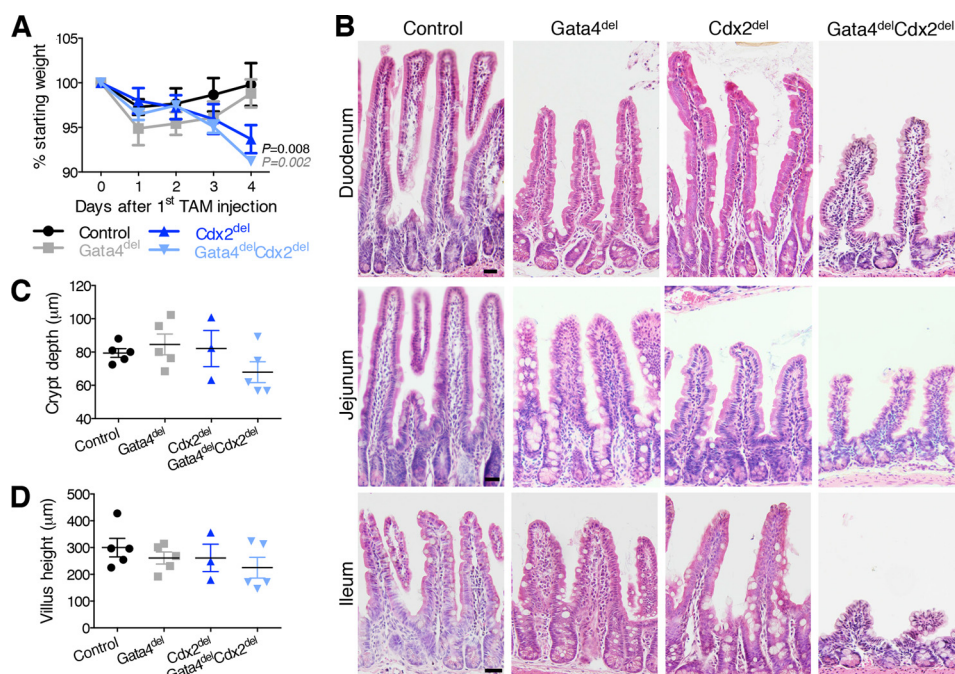 A
105
100
95
90
% starting weight
0 1 2 3 4
P=0.008
P=0.002
Days after 1st TAM injection
Control
Gata4del
Cdx2del
Gata4delCdx2del
B
Control
Gata4del
Cdx2del
Gata4delCdx2del
Duodenum
Jejunum
Ileum
C
120
100
80
60
40
Crypt depth (μm)
Control
Gata4del
Cdx2del
Gata4delCdx2del
D
500
400
300
200
100
0
Villus height (μm)
Control
Gata4del
Cdx2del
Gata4delCdx2del